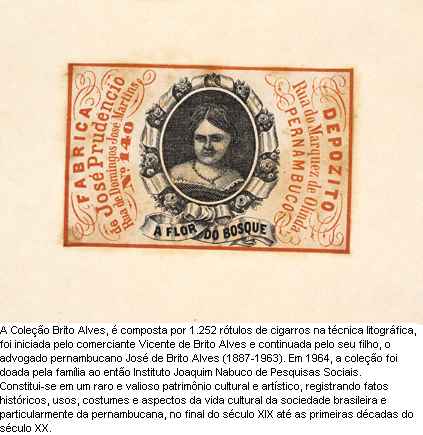 FABRICA
de
José Prudencio
Rua de Domingos José Martins
Nº 140
A FLOR DO BOSQUE
DEPOZITO
Rua do Marquez de Olinda
PERNAMBUCO
A Coleção Brito Alves, é composta por 1.252 rótulos de cigarros na técnica litográfica,
foi iniciada pelo comerciante Vicente de Brito Alves e continuada pelo seu filho, o
advogado pernambucano José de Brito Alves (1887-1963). Em 1964, a coleção foi
doada pela família ao então Instituto Joaquim Nabuco de Pesquisas Sociais.
Constitui-se em um raro e valioso patrimônio cultural e artístico, registrando fatos
históricos, usos, costumes e aspectos da vida cultural da sociedade brasileira e
particularmente da pernambucana, no final do século XIX até as primeiras décadas do
século XX.